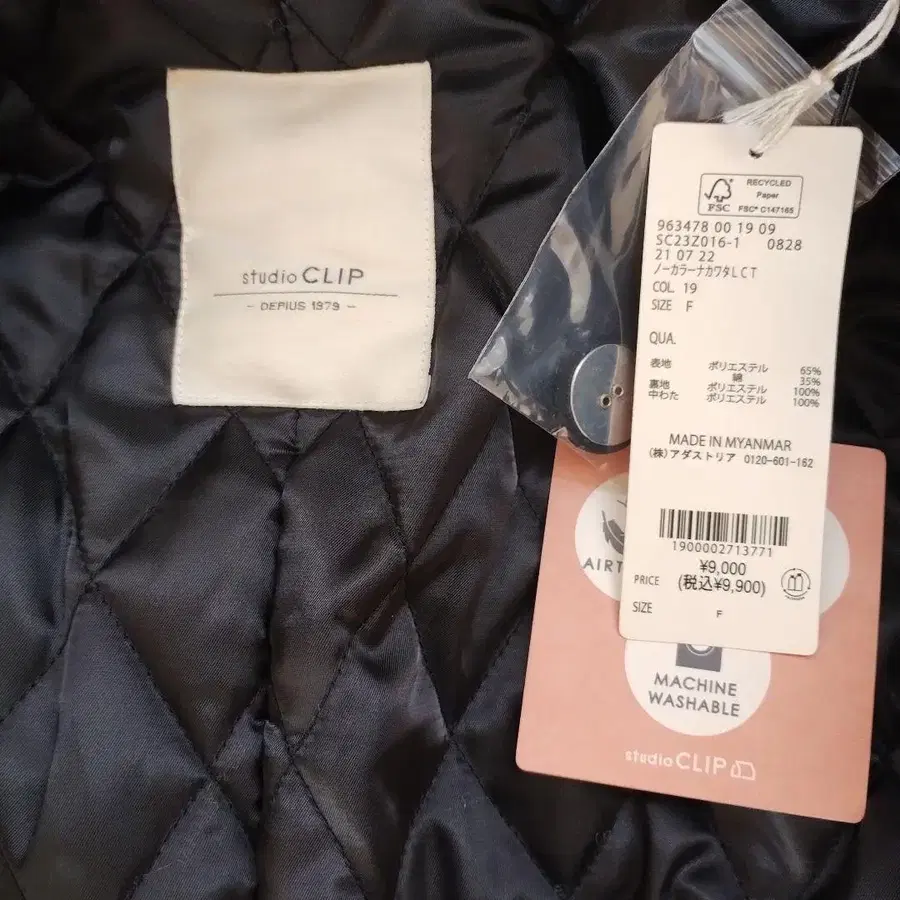 studio CLIP
- DEPIUS 1979 -
FSC
RECYCLED
Paper
FSC® C147165
963478 00 19 09
SC23Z016-1 0828
21 07 22
ノーカラーナカワタLCT
COL. 19
SIZE F
QUA.
表地 ポリエステル 65%
綿 35%
裏地 ポリエステル 100%
中わた ポリエステル 100%
MADE IN MYANMAR
(株)アダストリア 0120-601-162
1900002713771
¥9,000
PRICE (税込¥9,900)
SIZE F
MACHINE
WASHABLE
studio CLIP